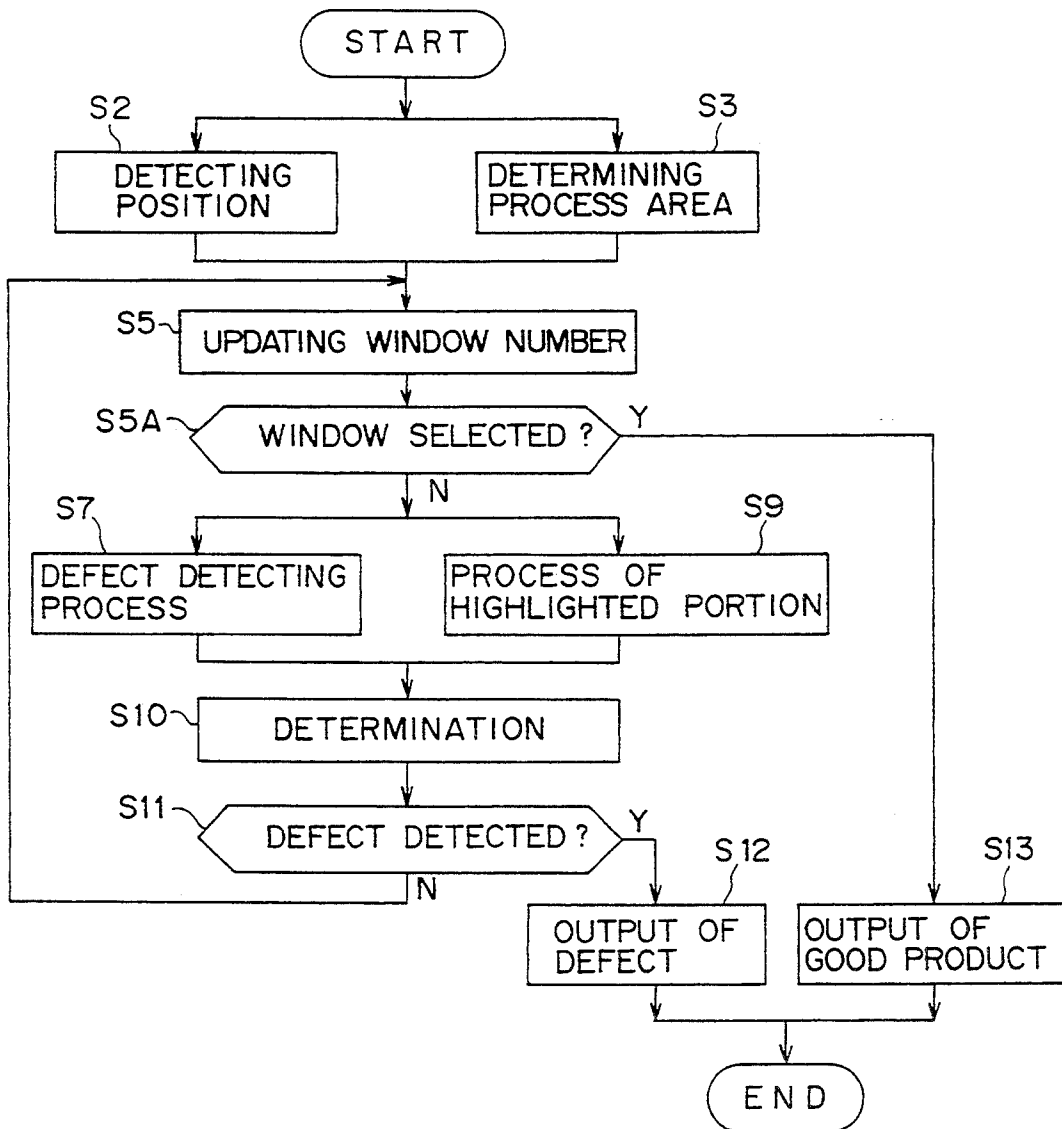 START
S2
S3
DETECTING
POSITION
DETERMINING
PROCESS AREA
S5
UPDATING WINDOW NUMBER
S5A
WINDOW SELECTED ?
Y
N
S7
S9
DEFECT DETECTING
PROCESS
PROCESS OF
HIGHLIGHTED PORTION
S10
DETERMINATION
S11
DEFECT DETECTED ?
Y
N
S12
S13
OUTPUT OF
DEFECT
OUTPUT OF
GOOD PRODUCT
END